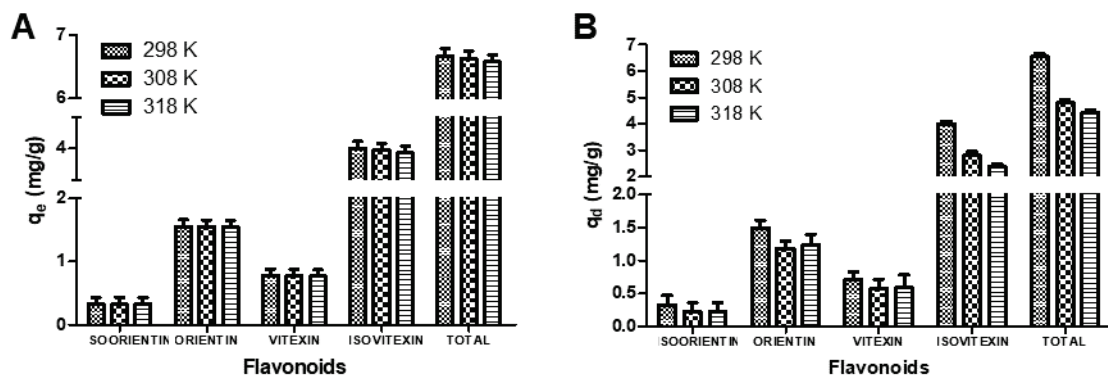 A
298 K
308 K
318 K
7
6
4
2
1
0
qe (mg/g)
SOORIENTIN ORIENTIN VITEXIN ISOVITEXIN TOTAL
Flavonoids
B
298 K
308 K
318 K
7
6
5
4
3
2
2.0
1.5
1.0
0.5
0.0
qd (mg/g)
ISOORIENTIN ORIENTIN VITEXIN ISOVITEXIN TOTAL
Flavonoids